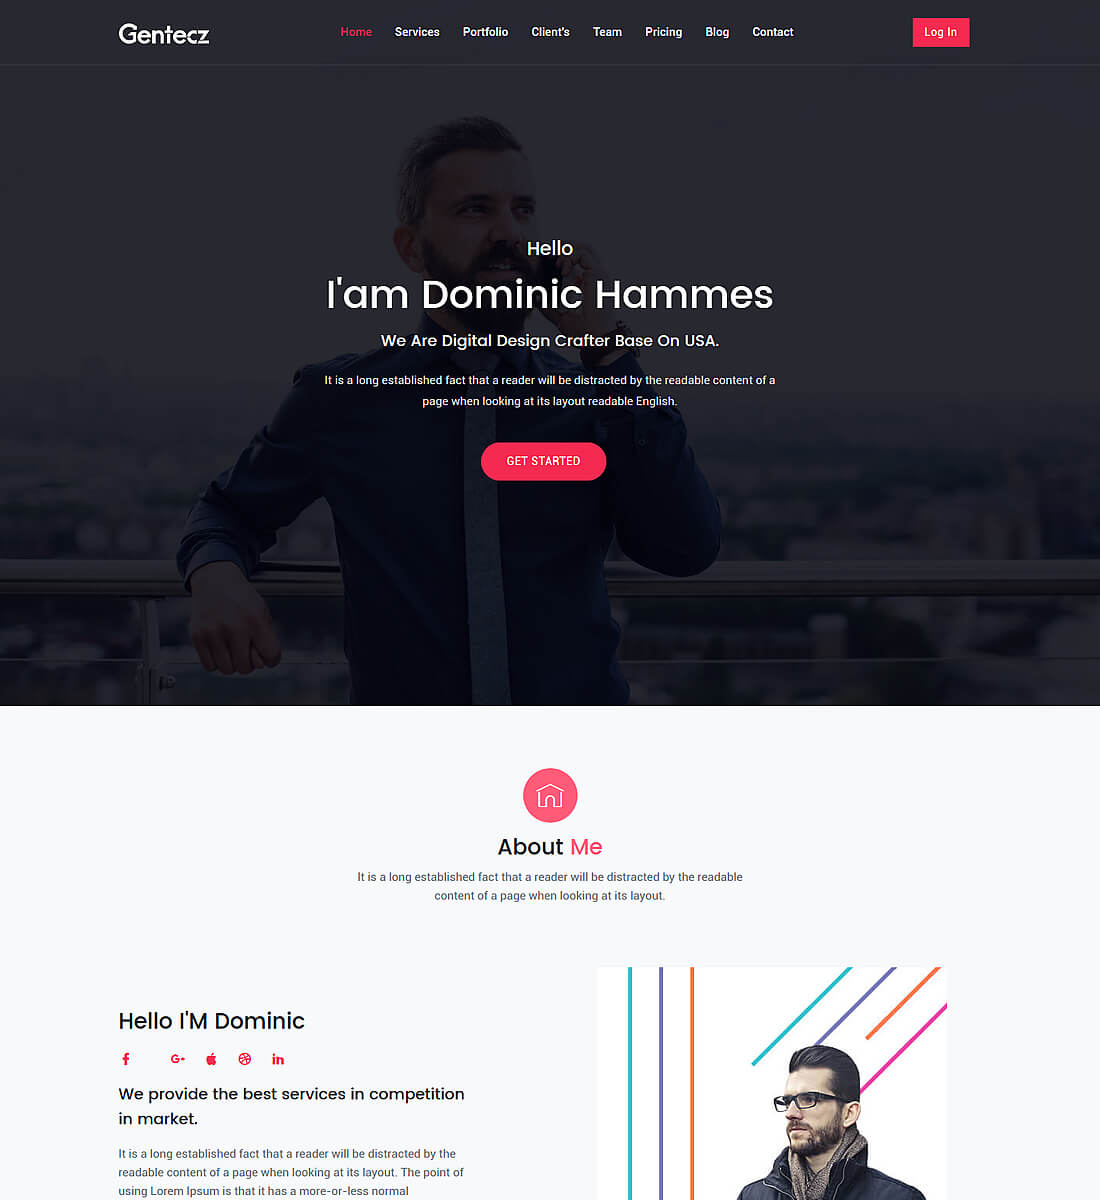 Gentecz
Home Services Portfolio Client's Team Pricing Blog Contact Log In
Hello
I'am Dominic Hammes
We Are Digital Design Crafter Base On USA.
It is a long established fact that a reader will be distracted by the readable content of a
page when looking at its layout readable English.
GET STARTED
About Me
It is a long established fact that a reader will be distracted by the readable
content of a page when looking at its layout.
Hello I'M Dominic
We provide the best services in competition
in market.
It is a long established fact that a reader will be distracted by the
readable content of a page when looking at its layout. The point of
using Lorem Ipsum is that it has a more-or-less normal